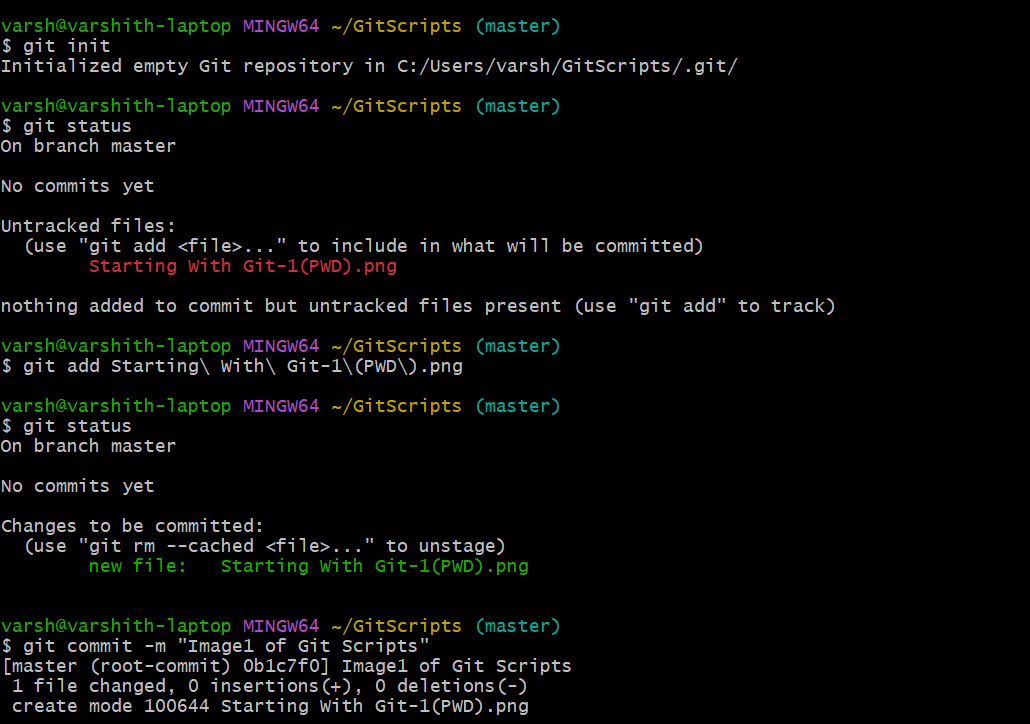 varsh@varshith-laptop MINGW64 ~/GitScripts (master)
$ git init
Initialized empty Git repository in C:/Users/varsh/GitScripts/.git/
varsh@varshith-laptop MINGW64 ~/GitScripts (master)
$ git status
On branch master
No commits yet
Untracked files:
  (use "git add <file>..." to include in what will be committed)
        Starting With Git-1(PWD).png
nothing added to commit but untracked files present (use "git add" to track)
varsh@varshith-laptop MINGW64 ~/GitScripts (master)
$ git add Starting\ With\ Git-1\(PWD\).png
varsh@varshith-laptop MINGW64 ~/GitScripts (master)
$ git status
On branch master
No commits yet
Changes to be committed:
  (use "git rm --cached <file>..." to unstage)
        new file:   Starting With Git-1(PWD).png
varsh@varshith-laptop MINGW64 ~/GitScripts (master)
$ git commit -m "Image1 of Git Scripts"
[master (root-commit) 0b1c7f0] Image1 of Git Scripts
 1 file changed, 0 insertions(+), 0 deletions(-)
 create mode 100644 Starting With Git-1(PWD).png